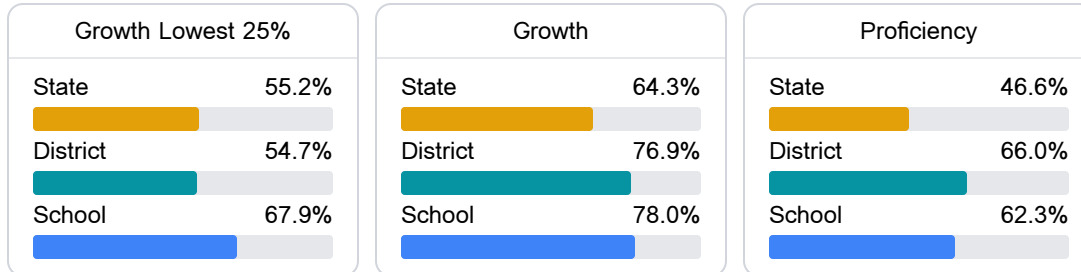 Growth Lowest 25%
State 55.2%
District 54.7%
School 67.9%
Growth
State 64.3%
District 76.9%
School 78.0%
Proficiency
State 46.6%
District 66.0%
School 62.3%